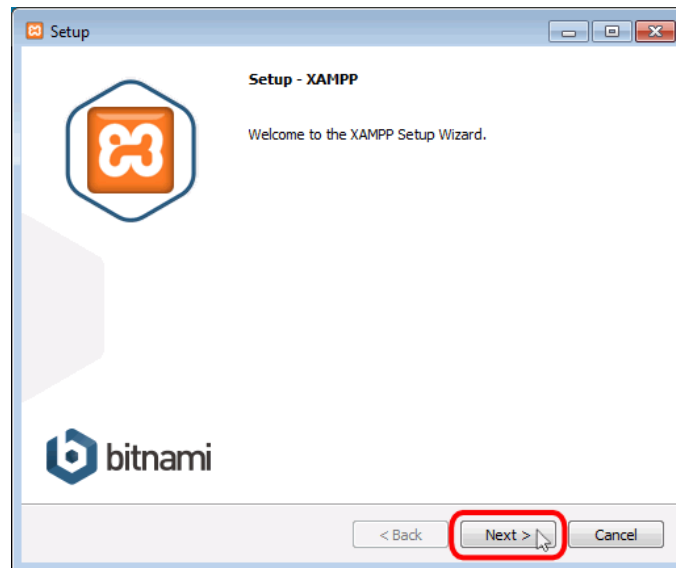 Setup
Setup - XAMPP
Welcome to the XAMPP Setup Wizard.
bitnami
< Back
Next >
Cancel